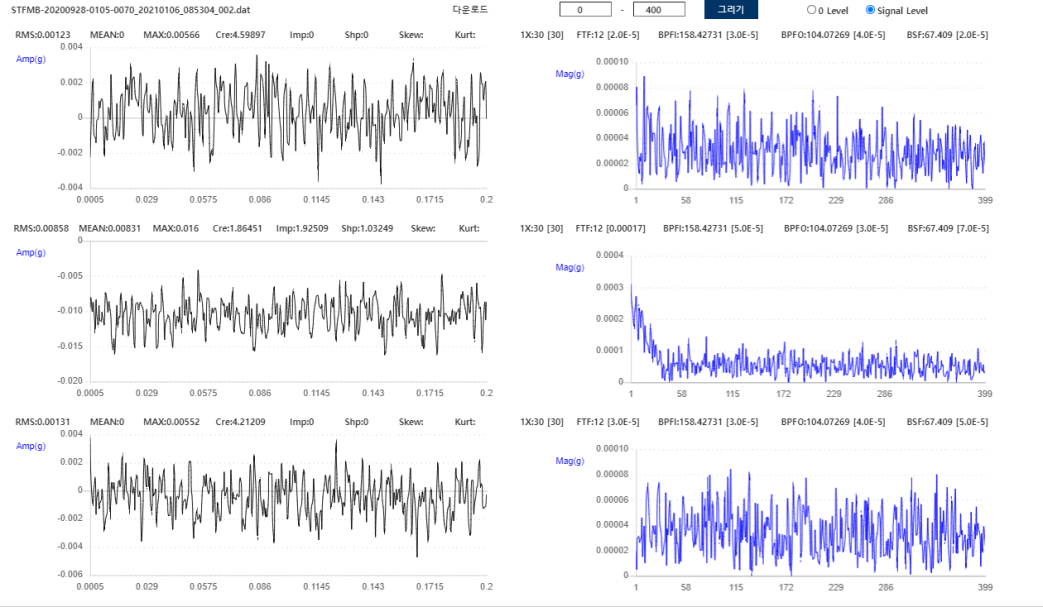 STFMB-20200928-0105-0070_20210106_085304_002.dat 다운로드 0 - 400 그리기 0 Level Signal Level
RMS:0.00123 MEAN:0 MAX:0.00566 Cre:4.59897 Imp:0 Shp:0 Skew: Kurt:
Amp(g)
0.004
0.002
0
-0.002
-0.004
0.0005 0.029 0.0575 0.086 0.1145 0.143 0.1715 0.2
1X:30 [30] FTF:12 [2.0E-5] BPFI:158.42731 [3.0E-5] BPFO:104.07269 [4.0E-5] BSF:67.409 [2.0E-5]
Mag(g)
0.00010
0.00008
0.00006
0.00004
0.00002
0
1 58 115 172 229 286 399
RMS:0.00858 MEAN:0.00831 MAX:0.016 Cre:1.86451 Imp:1.92509 Shp:1.03249 Skew: Kurt:
Amp(g)
0
-0.005
-0.010
-0.015
-0.020
0.0005 0.029 0.0575 0.086 0.1145 0.143 0.1715 0.2
1X:30 [30] FTF:12 [0.00017] BPFI:158.42731 [5.0E-5] BPFO:104.07269 [3.0E-5] BSF:67.409 [7.0E-5]
Mag(g)
0.0004
0.0003
0.0002
0.0001
0
1 58 115 172 229 286 399
RMS:0.00131 MEAN:0 MAX:0.00552 Cre:4.21209 Imp:0 Shp:0 Skew: Kurt:
Amp(g)
0.004
0.002
0
-0.002
-0.004
-0.006
0.0005 0.029 0.0575 0.086 0.1145 0.143 0.1715 0.2
1X:30 [30] FTF:12 [3.0E-5] BPFI:158.42731 [3.0E-5] BPFO:104.07269 [4.0E-5] BSF:67.409 [5.0E-5]
Mag(g)
0.00010
0.00008
0.00006
0.00004
0.00002
0
1 58 115 172 229 286 399